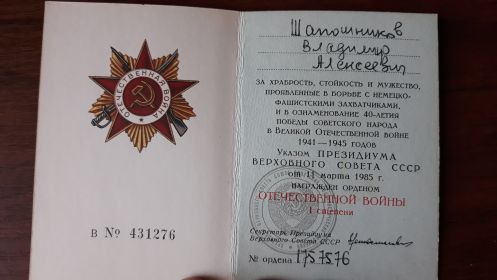 ОТЕЧЕСТВЕННАЯ ВОЙНА
В № 431276
Шапошников
Владимир
Алексеевич
ЗА ХРАБРОСТЬ, СТОЙКОСТЬ И МУЖЕСТВО,
ПРОЯВЛЕННЫЕ В БОРЬБЕ С НЕМЕЦКО-
ФАШИСТСКИМИ ЗАХВАТЧИКАМИ,
И В ОЗНАМЕНОВАНИЕ 40-ЛЕТИЯ
ПОБЕДЫ СОВЕТСКОГО НАРОДА
В ВЕЛИКОЙ ОТЕЧЕСТВЕННОЙ ВОЙНЕ
1941—1945 ГОДОВ
УКАЗОМ ПРЕЗИДИУМА
ВЕРХОВНОГО СОВЕТА СССР
от 11 марта 1985 г.
НАГРАЖДЕН ОРДЕНОМ
ОТЕЧЕСТВЕННОЙ ВОЙНЫ
I степени
Секретарь Президиума
Верховного Совета СССР
№ ордена 1757576